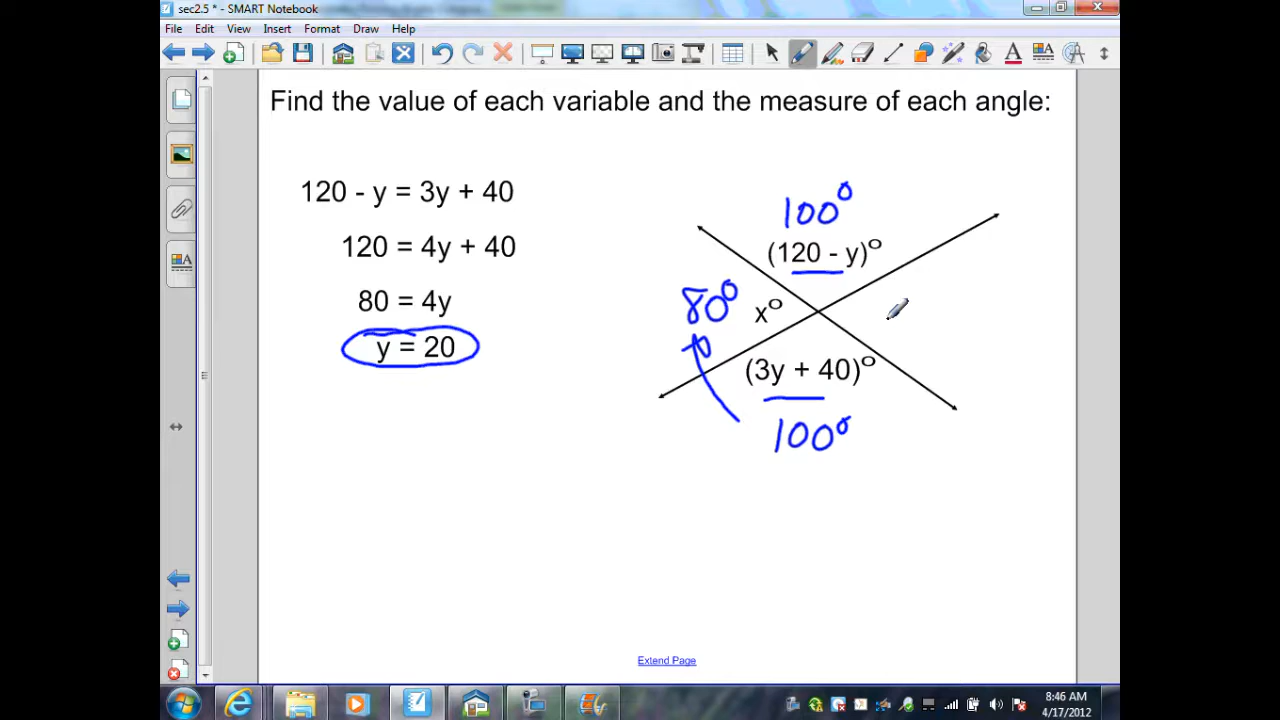 sec2.5 * - SMART Notebook
File Edit View Insert Format Draw Help
Find the value of each variable and the measure of each angle:
120 - y = 3y + 40
120 = 4y + 40
80 = 4y
y = 20
100°
(120 - y)°
80°
x°
(3y + 40)°
100°
Extend Page
8:46 AM
4/17/2012